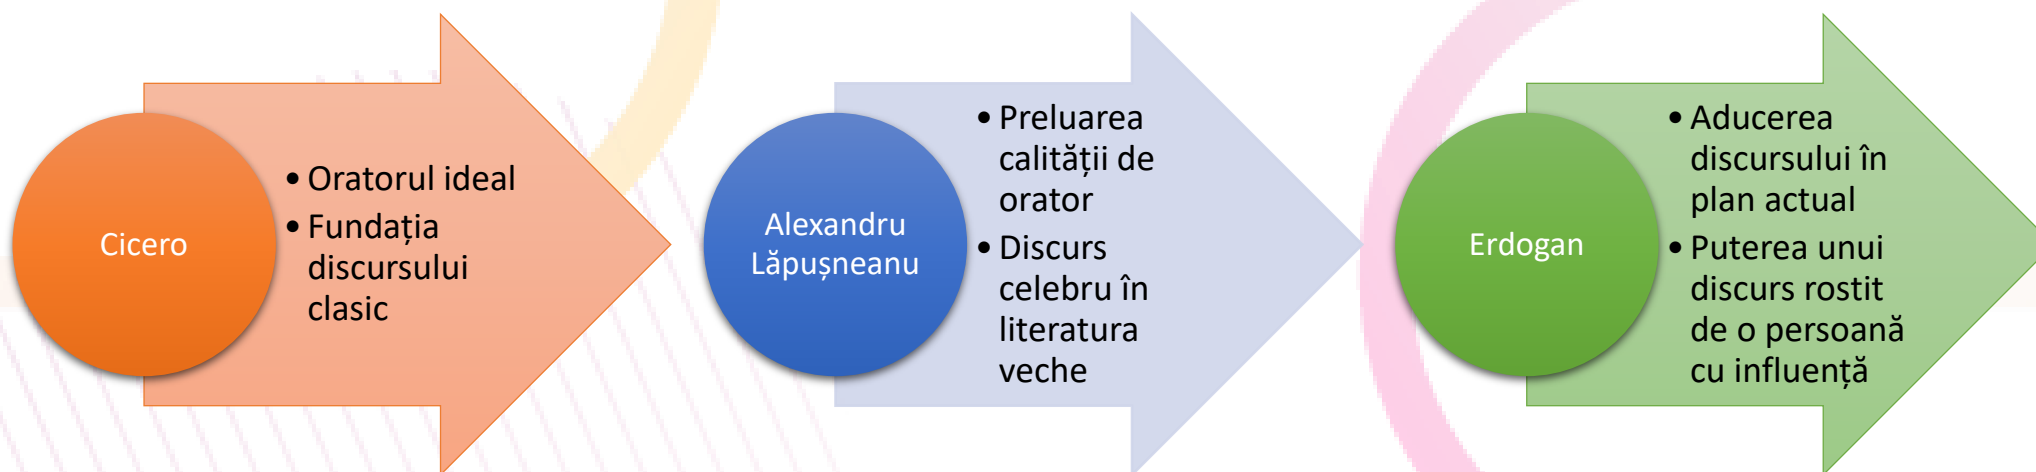 Cicero
• Oratorul ideal
• Fundația
discursului
clasic
Alexandru
Lăpușneanu
• Preluarea
calității de
orator
• Discurs
celebru în
literatura
veche
Erdogan
• Aducerea
discursului în
plan actual
• Puterea unui
discurs rostit
de o persoană
cu influență